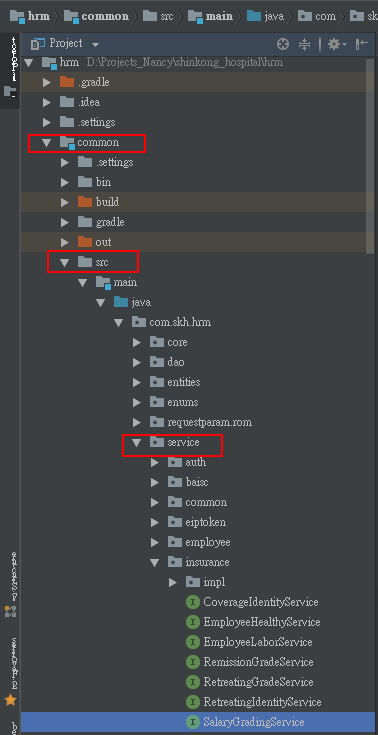 hrm common src main java com sk
Project
hrm D:\Projects_Nancy\shinkong_hospital\hrm
.gradle
.idea
.settings
common
.settings
bin
build
gradle
out
src
main
java
com.skh.hrm
core
dao
entities
enums
requestparam.rom
service
auth
baisc
common
eiptoken
employee
insurance
impl
I CoverageIdentityService
I EmployeeHealthyService
I EmployeeLaborService
I RemissionGradeService
I RetreatingGradeService
I RetreatingIdentityService
I SalaryGradingService